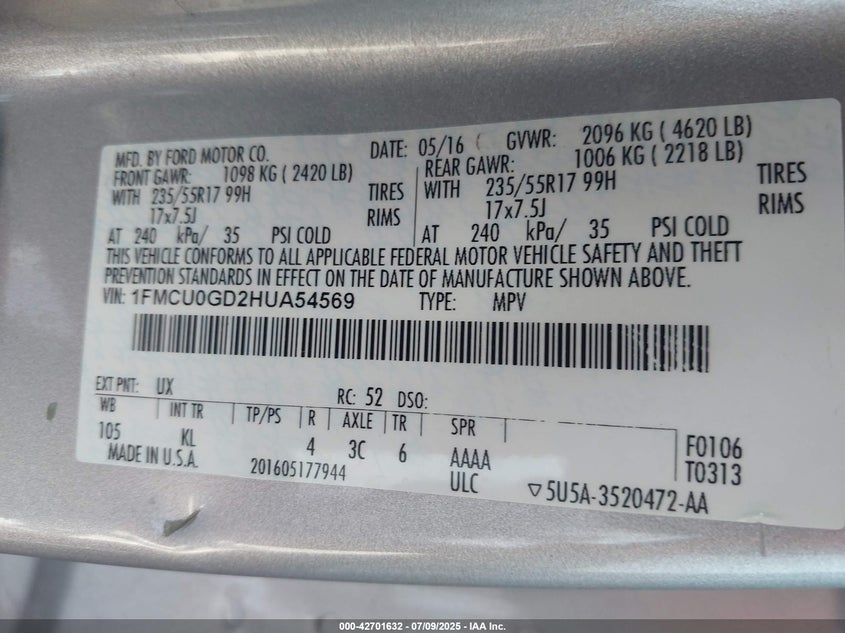 MFD. BY FORD MOTOR CO. DATE: 05/16 GVWR: 2096 KG ( 4620 LB)
FRONT GAWR: 1098 KG ( 2420 LB) REAR GAWR: 1006 KG ( 2218 LB)
WITH 235/55R17 99H TIRES WITH 235/55R17 99H TIRES
17x7.5J RIMS 17x7.5J RIMS
AT 240 kPa/ 35 PSI COLD AT 240 kPa/ 35 PSI COLD
THIS VEHICLE CONFORMS TO ALL APPLICABLE FEDERAL MOTOR VEHICLE SAFETY AND THEFT
PREVENTION STANDARDS IN EFFECT ON THE DATE OF MANUFACTURE SHOWN ABOVE.
VIN: 1FMCU0GD2HUA54569 TYPE: MPV
EXT PNT: UX RC: 52 DSO:
WB INT TR TP/PS R AXLE TR SPR
105 KL 4 3C 6 AAAA F0106
MADE IN U.S.A. 201605177944 ULC T0313
▽5U5A-3520472-AA
000-42701632 / 07/09/2025 - IAA Inc.